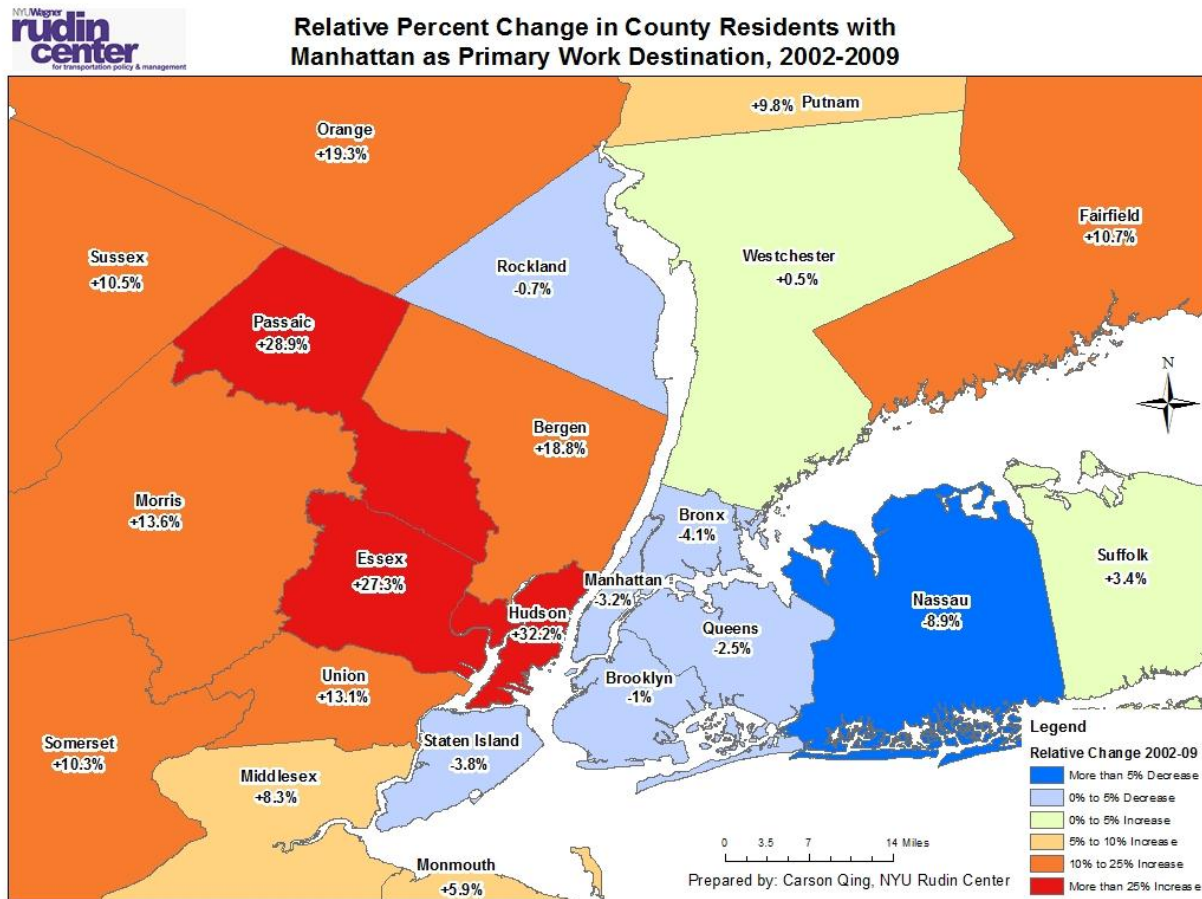 NYUWagner
rudin
center
for transportation policy & management
Relative Percent Change in County Residents with
Manhattan as Primary Work Destination, 2002-2009
+9.8% Putnam
Orange
+19.3%
Fairfield
+10.7%
Sussex
+10.5%
Rockland
-0.7%
Westchester
+0.5%
Passaic
+28.9%
N
Bergen
+18.8%
Morris
+13.6%
Bronx
-4.1%
Essex
+27.3%
Manhattan
-3.2%
Suffolk
+3.4%
Nassau
-8.9%
Hudson
+32.2%
Queens
-2.5%
Union
+13.1%
Brooklyn
-1%
Somerset
+10.3%
Staten Island
-3.8%
Middlesex
+8.3%
Monmouth
+5.9%
Legend
Relative Change 2002-09
More than 5% Decrease
0% to 5% Decrease
0% to 5% Increase
5% to 10% Increase
10% to 25% Increase
More than 25% Increase
0 3.5 7 14 Miles
Prepared by: Carson Qing, NYU Rudin Center